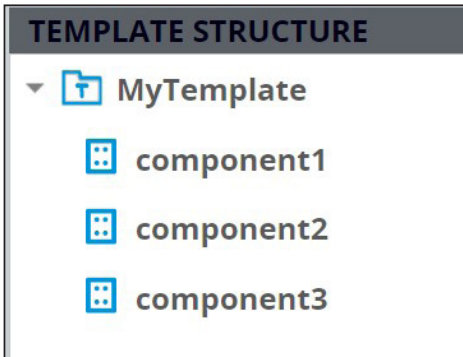 TEMPLATE STRUCTURE
MyTemplate
component1
component2
component3